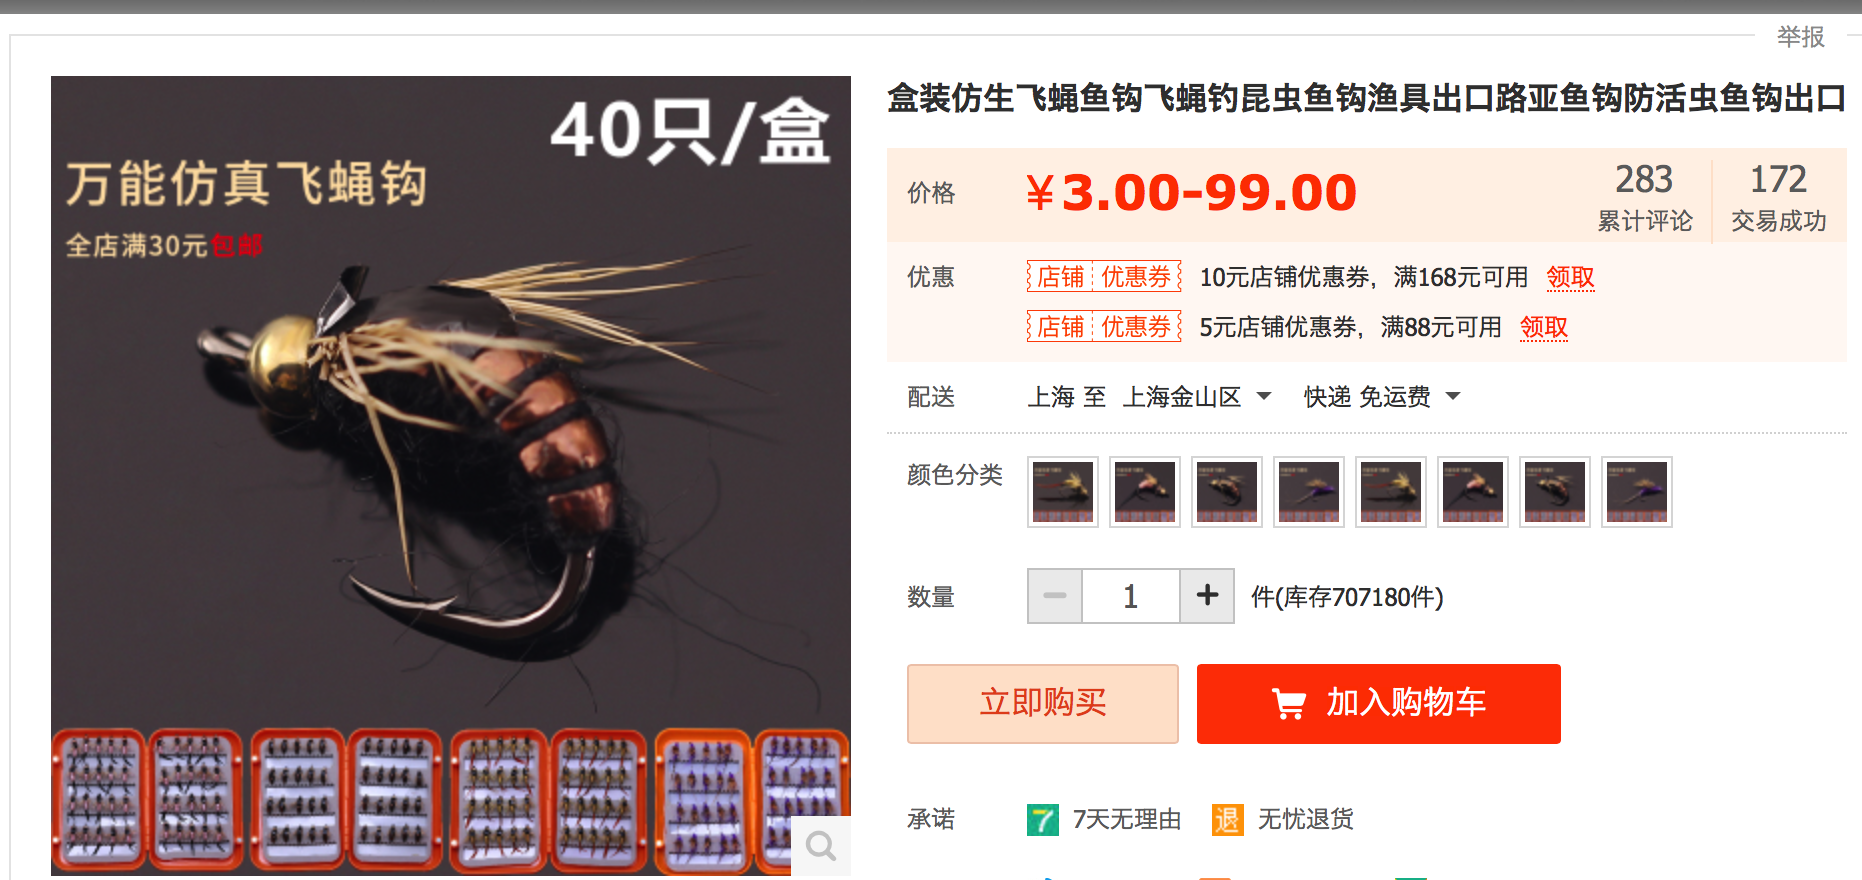 举报
40只/盒
万能仿真飞蝇钩
全店满30元包邮
盒装仿生飞蝇鱼钩飞蝇钓昆虫鱼钩渔具出口路亚鱼钩防活虫鱼钩出口
价格 ¥3.00-99.00 283 累计评论 172 交易成功
优惠 店铺 优惠券 10元店铺优惠券，满168元可用 领取
店铺 优惠券 5元店铺优惠券，满88元可用 领取
配送 上海 至 上海金山区 快递 免运费
颜色分类
数量 − 1 + 件(库存707180件)
立即购买 加入购物车
承诺 7 7天无理由 退 无忧退货